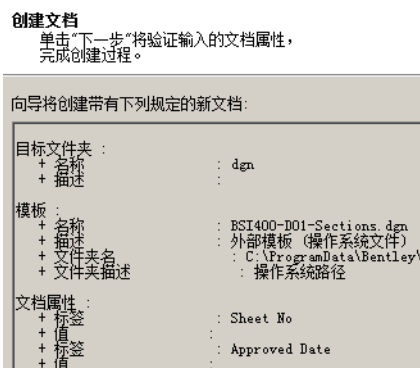 创建文档
单击"下一步"将验证输入的文档属性,
完成创建过程。
向导将创建带有下列规定的新文档:
目标文件夹 :
+ 名称 : dgn
+ 描述 :
模板 :
+ 名称 : BSI400-D01-Sections.dgn
+ 描述 : 外部模板 (操作系统文件)
+ 文件夹名 : C:\ProgramData\Bentley\
+ 文件夹描述 : 操作系统路径
文档属性 :
+ 标签 : Sheet No
+ 值 :
+ 标签 : Approved Date
+ 值 :